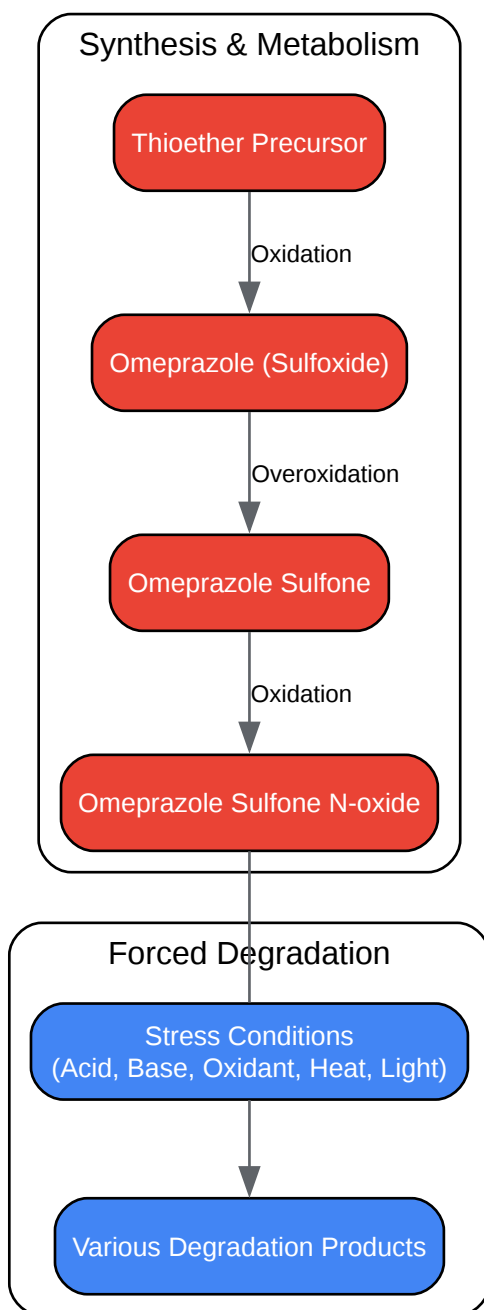 Synthesis & Metabolism
Thioether Precursor
Oxidation
Omeprazole (Sulfoxide)
Overoxidation
Omeprazole Sulfone
Oxidation
Omeprazole Sulfone N-oxide
Forced Degradation
Stress Conditions
(Acid, Base, Oxidant, Heat, Light)
Various Degradation Products